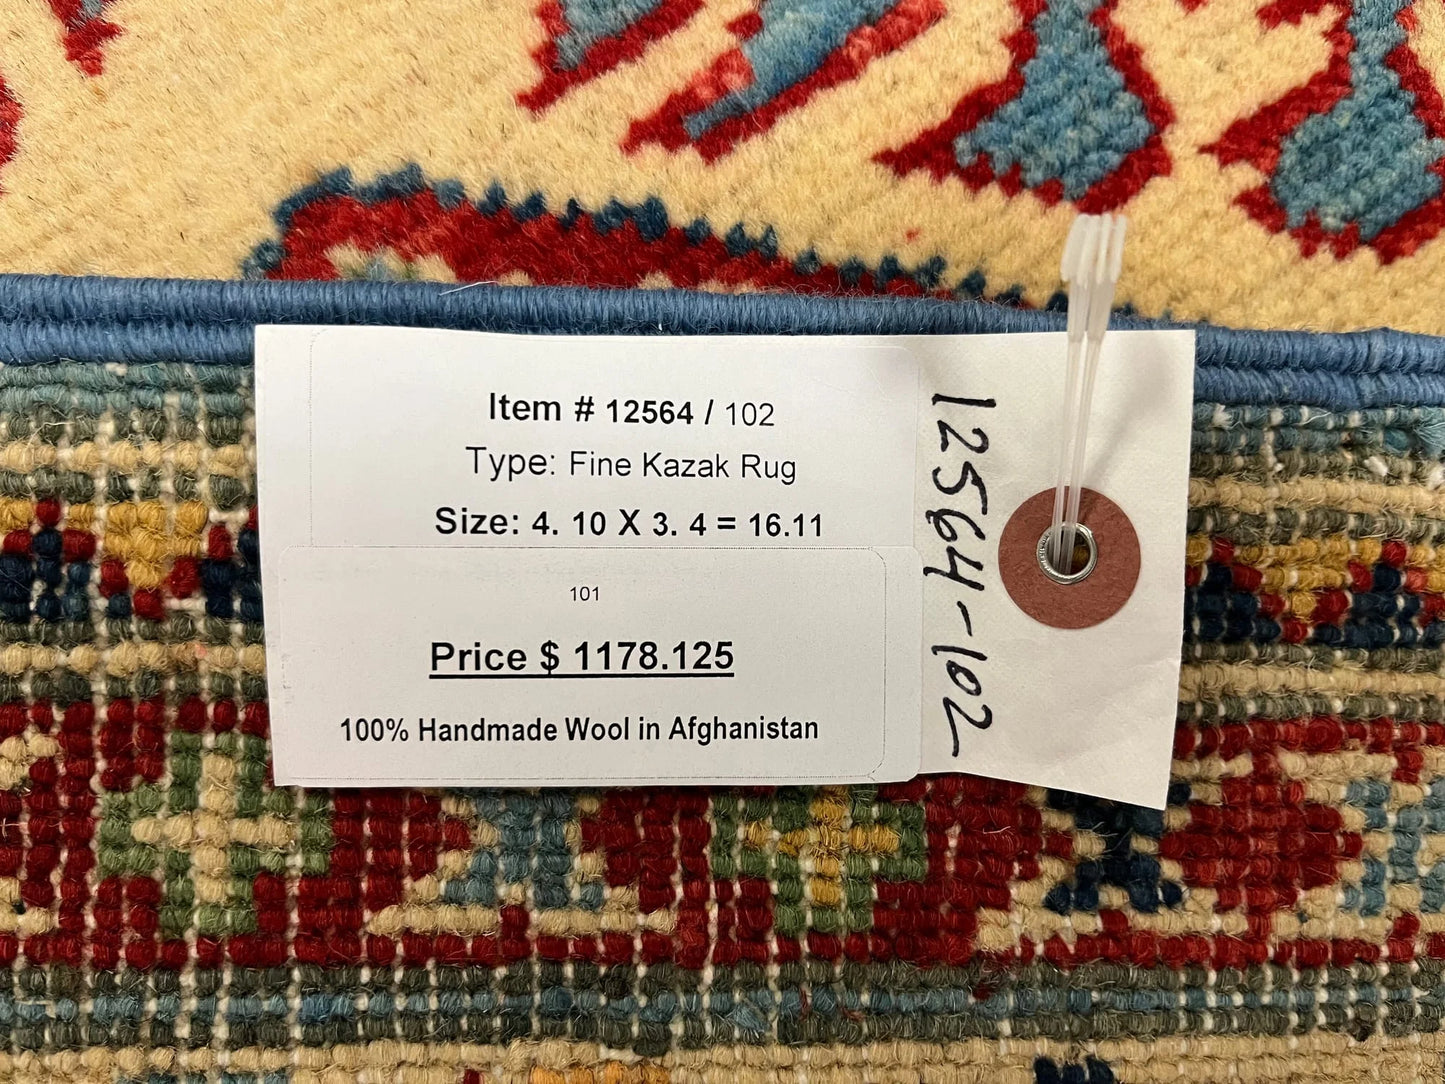 Item # 12564 / 102
Type: Fine Kazak Rug
Size: 4. 10 X 3. 4 = 16.11
101
Price $ 1178.125
100% Handmade Wool in Afghanistan
12564-102